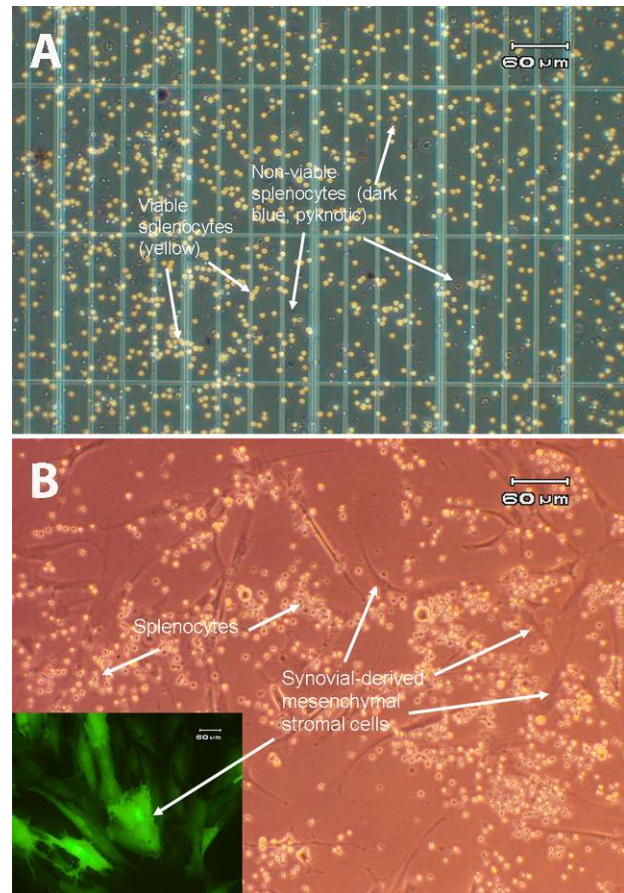 A
60 µm
Non-viable
splenocytes (dark
blue, pyknotic)
Viable
splenocytes
(yellow)
B
60 µm
Splenocytes
Synovial-derived
mesenchymal
stromal cells
60 µm